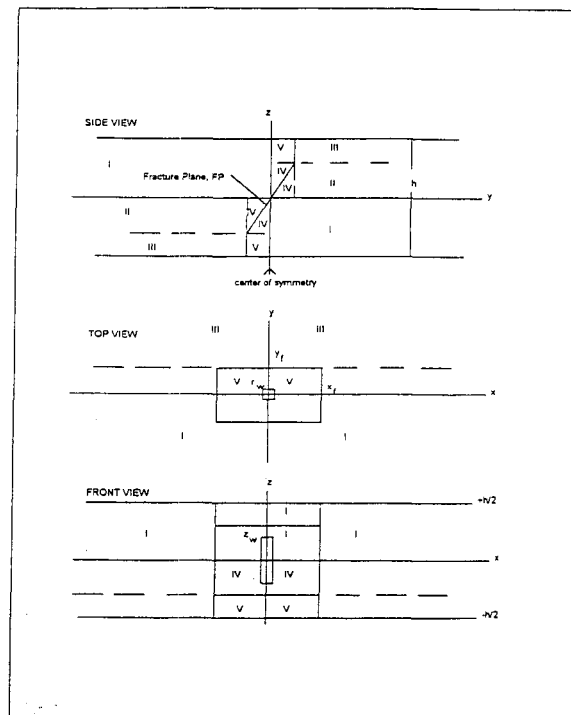 z
SIDE VIEW
V III
I
IV
Fracture Plane, FP
IV II h
y
II V
IV I
III V
center of symmetry
y
III III
TOP VIEW
y_f
V r_w V x_f
x
I I
z
FRONT VIEW
+h/2
I
I z_w I I
x
IV IV
V V
-h/2